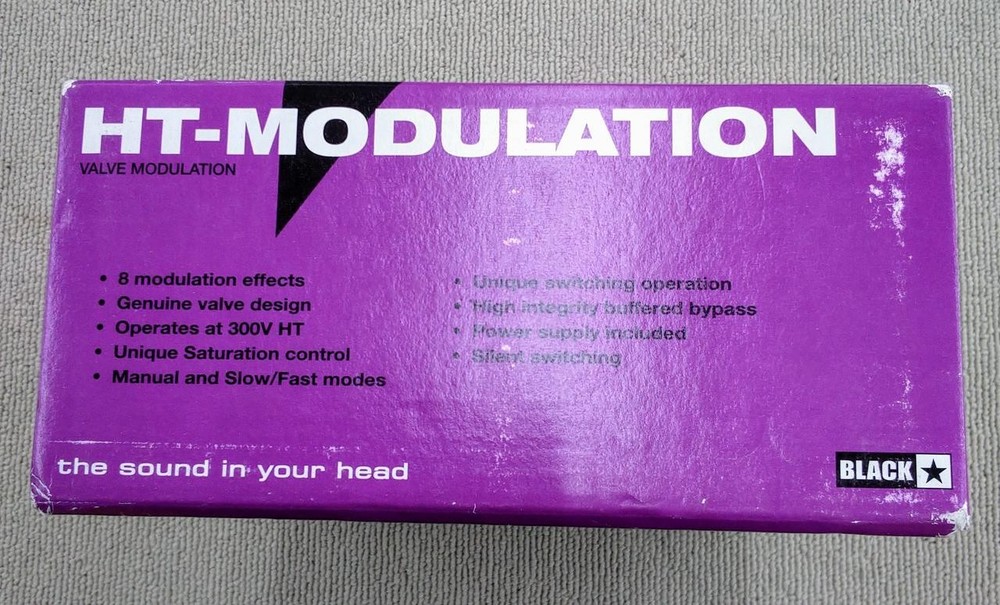 HT-MODULATION
VALVE MODULATION
• 8 modulation effects
• Genuine valve design
• Operates at 300V HT
• Unique Saturation control
• Manual and Slow/Fast modes
• Unique switching operation
• High integrity buffered bypass
• Power supply included
• Silent switching
the sound in your head
BLACK★